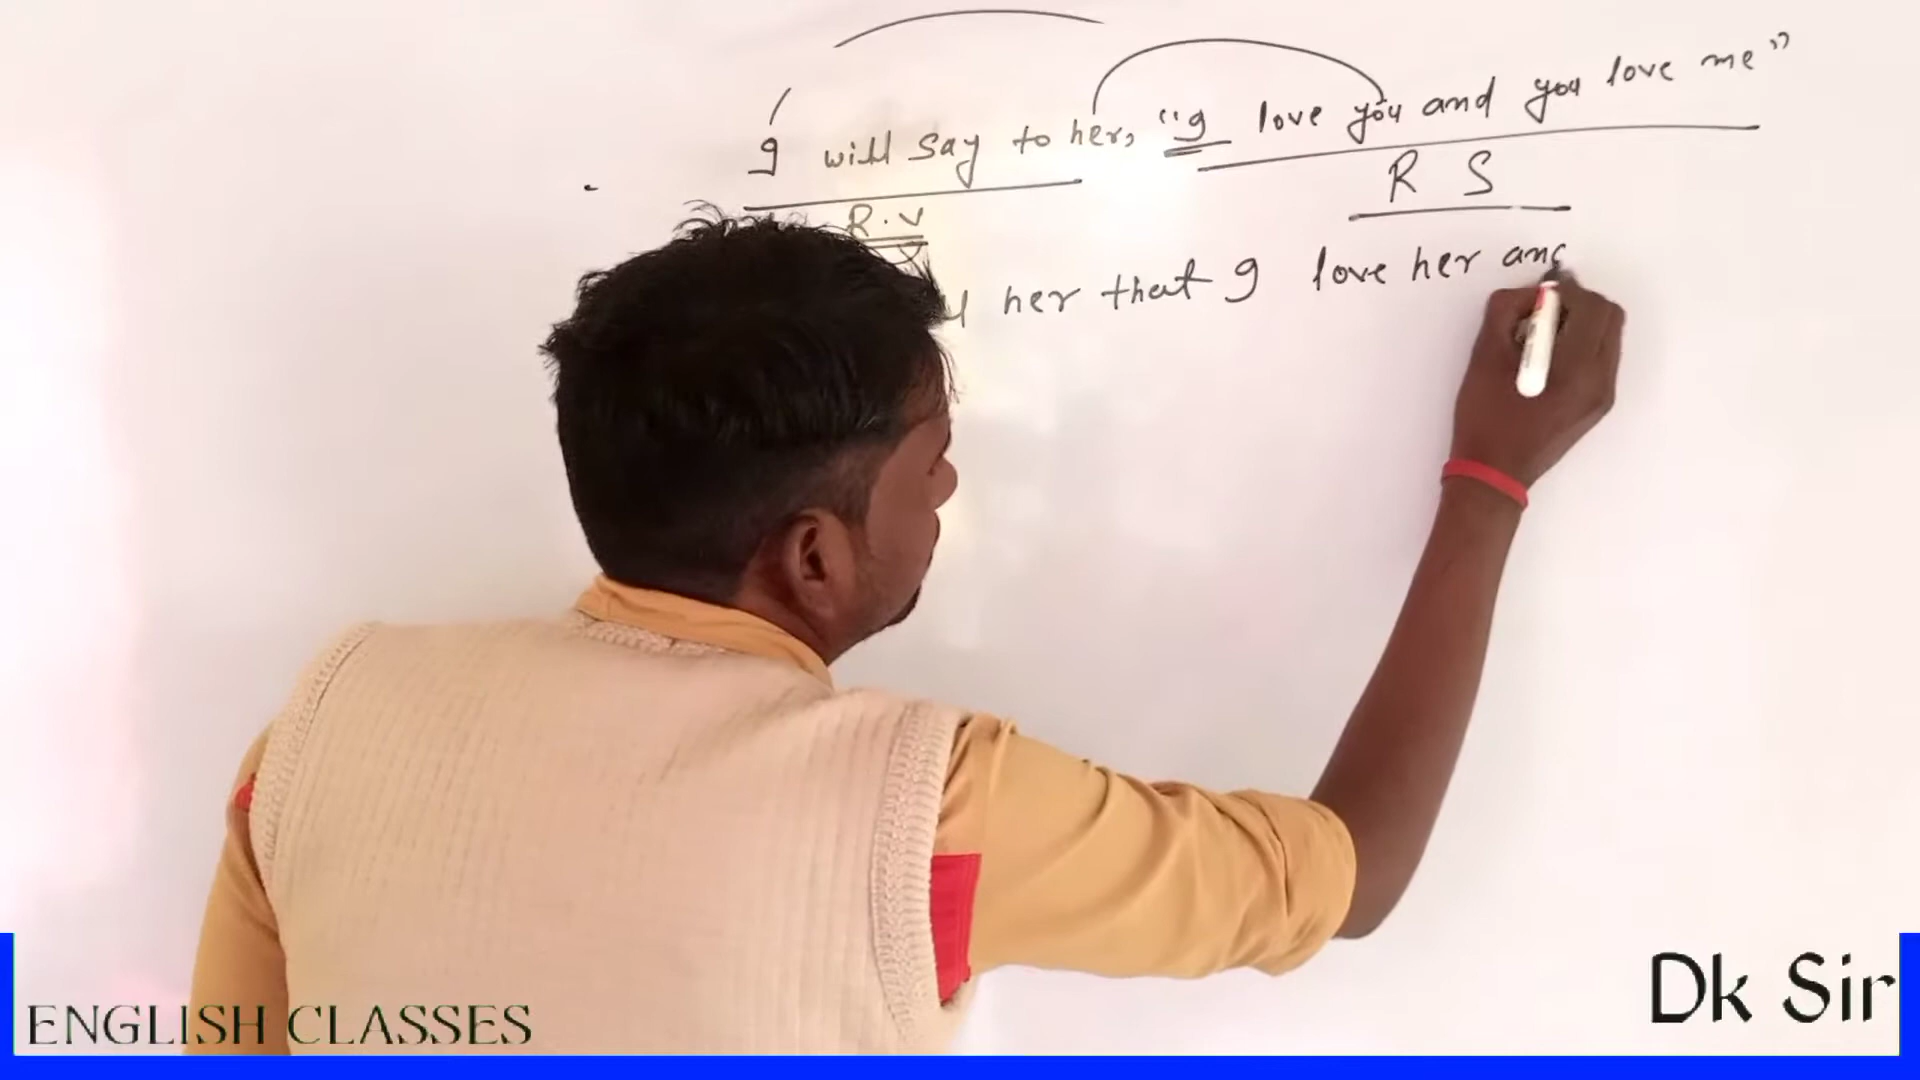 I will say to her, "I love you and you love me"
R.V
R S
her that I love her and
ENGLISH CLASSES
Dk Sir